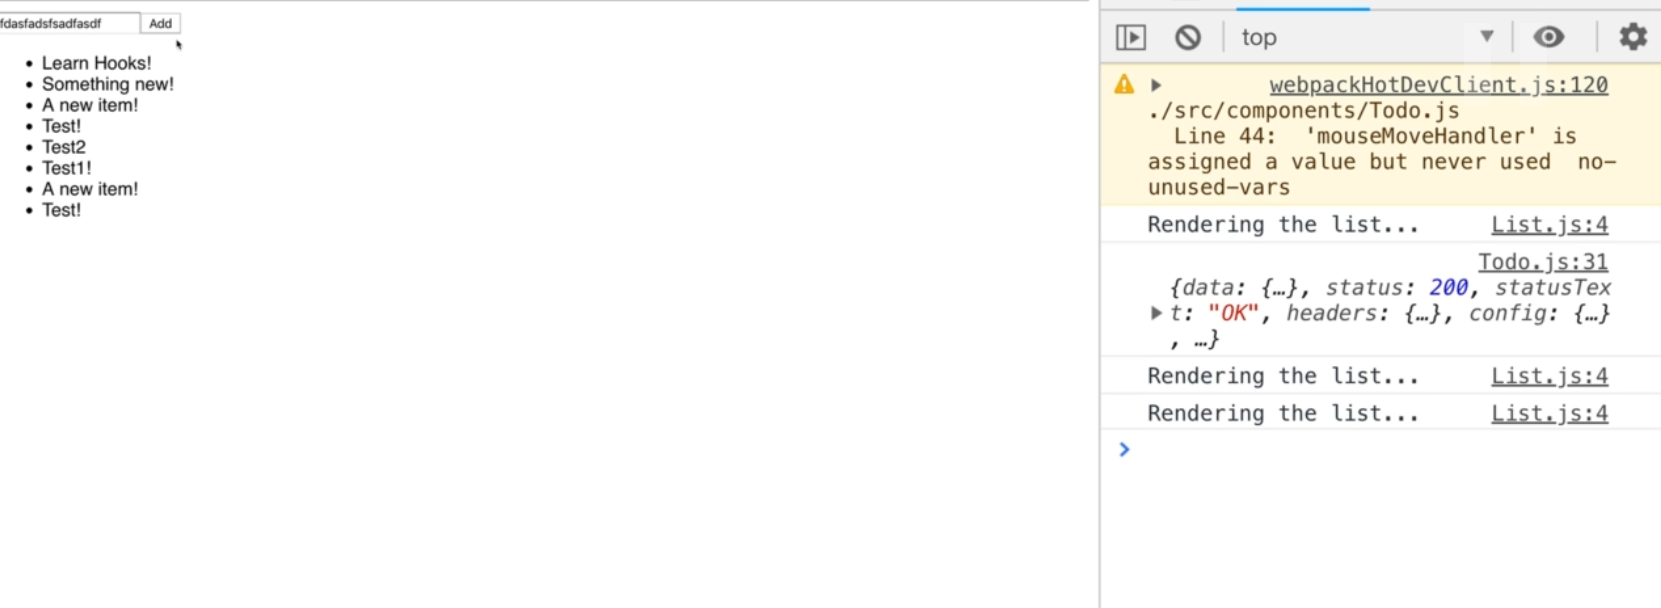 fdasfadsfsadfasdf Add
Learn Hooks!
Something new!
A new item!
Test!
Test2
Test1!
A new item!
Test!
top
webpackHotDevClient.js:120
./src/components/Todo.js
Line 44: 'mouseMoveHandler' is
assigned a value but never used no-
unused-vars
Rendering the list... List.js:4
Todo.js:31
{data: {…}, status: 200, statusTex
t: "OK", headers: {…}, config: {…}
, …}
Rendering the list... List.js:4
Rendering the list... List.js:4